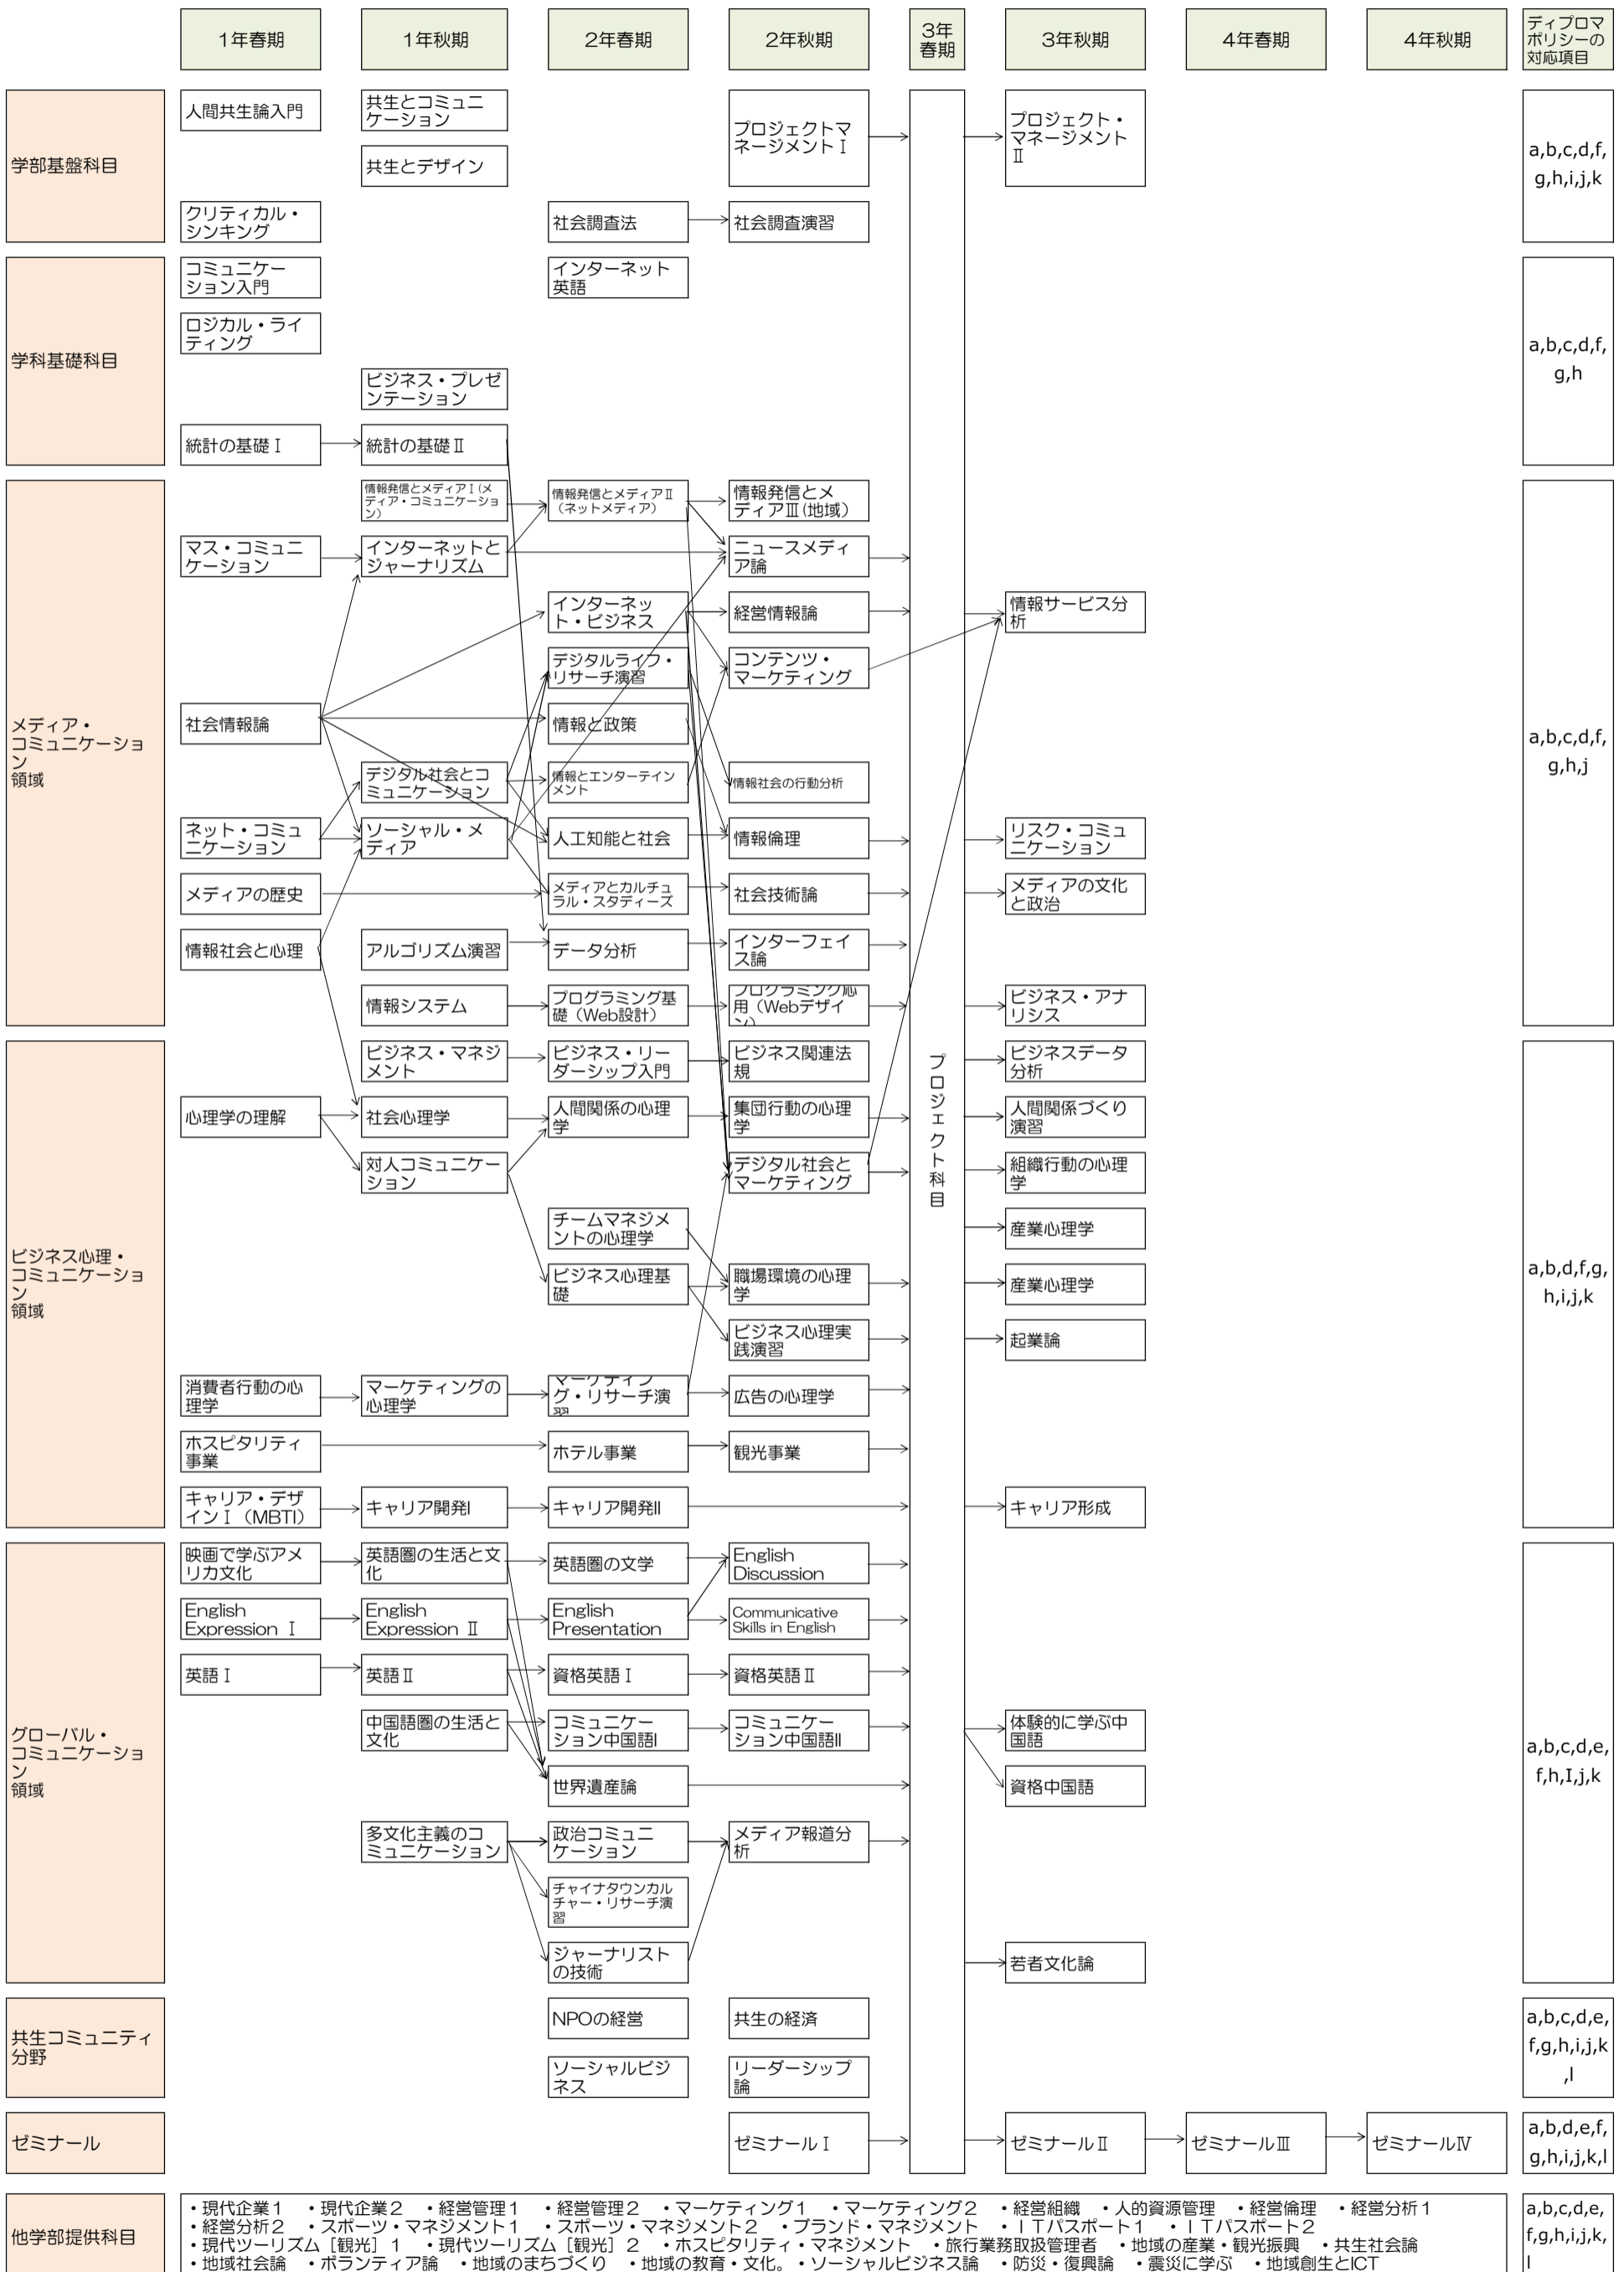 1年春期
1年秋期
2年春期
2年秋期
3年
春期
3年秋期
4年春期
4年秋期
ディプロマ
ポリシーの
対応項目
学部基盤科目
人間共生論入門
共生とコミュニ
ケーション
プロジェクトマ
ネージメントⅠ
プロジェクト・
マネージメント
Ⅱ
a,b,c,d,f,
g,h,i,j,k
共生とデザイン
クリティカル・
シンキング
社会調査法
社会調査演習
学科基礎科目
コミュニケー
ション入門
インターネット
英語
a,b,c,d,f,
g,h
ロジカル・ライ
ティング
ビジネス・プレゼ
ンテーション
統計の基礎Ⅰ
統計の基礎Ⅱ
メディア・
コミュニケーショ
ン
領域
情報発信とメディアⅠ(メ
ディア・コミュニケーショ
ン)
情報発信とメディアⅡ
(ネットメディア)
情報発信とメ
ディアⅢ(地域)
a,b,c,d,f,
g,h,j
マス・コミュニ
ケーション
インターネットと
ジャーナリズム
ニュースメディ
ア論
インターネッ
ト・ビジネス
経営情報論
情報サービス分
析
デジタルライフ・
リサーチ演習
コンテンツ・
マーケティング
社会情報論
情報と政策
デジタル社会とコ
ミュニケーション
情報とエンターテイン
メント
情報社会の行動分析
ネット・コミュ
ニケーション
ソーシャル・メ
ディア
人工知能と社会
情報倫理
リスク・コミュ
ニケーション
メディアの歴史
メディアとカルチュ
ラル・スタディーズ
社会技術論
メディアの文化
と政治
情報社会と心理
アルゴリズム演習
データ分析
インターフェイ
ス論
情報システム
プログラミング基
礎(Web設計)
プログラミング応
用(Webデザイ
ン)
ビジネス・アナ
リシス
プロジェクト科目
ビジネス心理・
コミュニケーショ
ン
領域
ビジネス・マネジ
メント
ビジネス・リー
ダーシップ入門
ビジネス関連法
規
ビジネスデータ
分析
a,b,d,f,g,
h,i,j,k
心理学の理解
社会心理学
人間関係の心理
学
集団行動の心理
学
人間関係づくり
演習
対人コミュニケー
ション
デジタル社会と
マーケティング
組織行動の心理
学
チームマネジメ
ントの心理学
産業心理学
ビジネス心理基
礎
職場環境の心理
学
産業心理学
ビジネス心理実
践演習
起業論
消費者行動の心
理学
マーケティングの
心理学
マーケティン
グ・リサーチ演
習
広告の心理学
ホスピタリティ
事業
ホテル事業
観光事業
キャリア・デザ
インⅠ(MBTI)
キャリア開発I
キャリア開発II
キャリア形成
グローバル・
コミュニケーショ
ン
領域
映画で学ぶアメ
リカ文化
英語圏の生活と文
化
英語圏の文学
English
Discussion
a,b,c,d,e,
f,h,I,j,k
English
Expression Ⅰ
English
Expression Ⅱ
English
Presentation
Communicative
Skills in English
英語Ⅰ
英語Ⅱ
資格英語Ⅰ
資格英語Ⅱ
中国語圏の生活と
文化
コミュニケー
ション中国語I
コミュニケー
ション中国語II
体験的に学ぶ中
国語
世界遺産論
資格中国語
多文化主義のコ
ミュニケーション
政治コミュニ
ケーション
メディア報道分
析
チャイナタウンカル
チャー・リサーチ演
習
ジャーナリスト
の技術
若者文化論
共生コミュニティ
分野
NPOの経営
共生の経済
a,b,c,d,e,
f,g,h,i,j,k
,l
ソーシャルビジ
ネス
リーダーシップ
論
ゼミナール
ゼミナールⅠ
ゼミナールⅡ
ゼミナールⅢ
ゼミナールⅣ
a,b,d,e,f,
g,h,i,j,k,l
他学部提供科目
・現代企業1 ・現代企業2 ・経営管理1 ・経営管理2 ・マーケティング1 ・マーケティング2 ・経営組織 ・人的資源管理 ・経営倫理 ・経営分析1
・経営分析2 ・スポーツ・マネジメント1 ・スポーツ・マネジメント2 ・ブランド・マネジメント ・ITパスポート1 ・ITパスポート2
・現代ツーリズム[観光]1 ・現代ツーリズム[観光]2 ・ホスピタリティ・マネジメント ・旅行業務取扱管理者 ・地域の産業・観光振興 ・共生社会論
・地域社会論 ・ボランティア論 ・地域のまちづくり ・地域の教育・文化。・ソーシャルビジネス論 ・防災・復興論 ・震災に学ぶ ・地域創生とICT
a,b,c,d,e,
f,g,h,i,j,k,
l